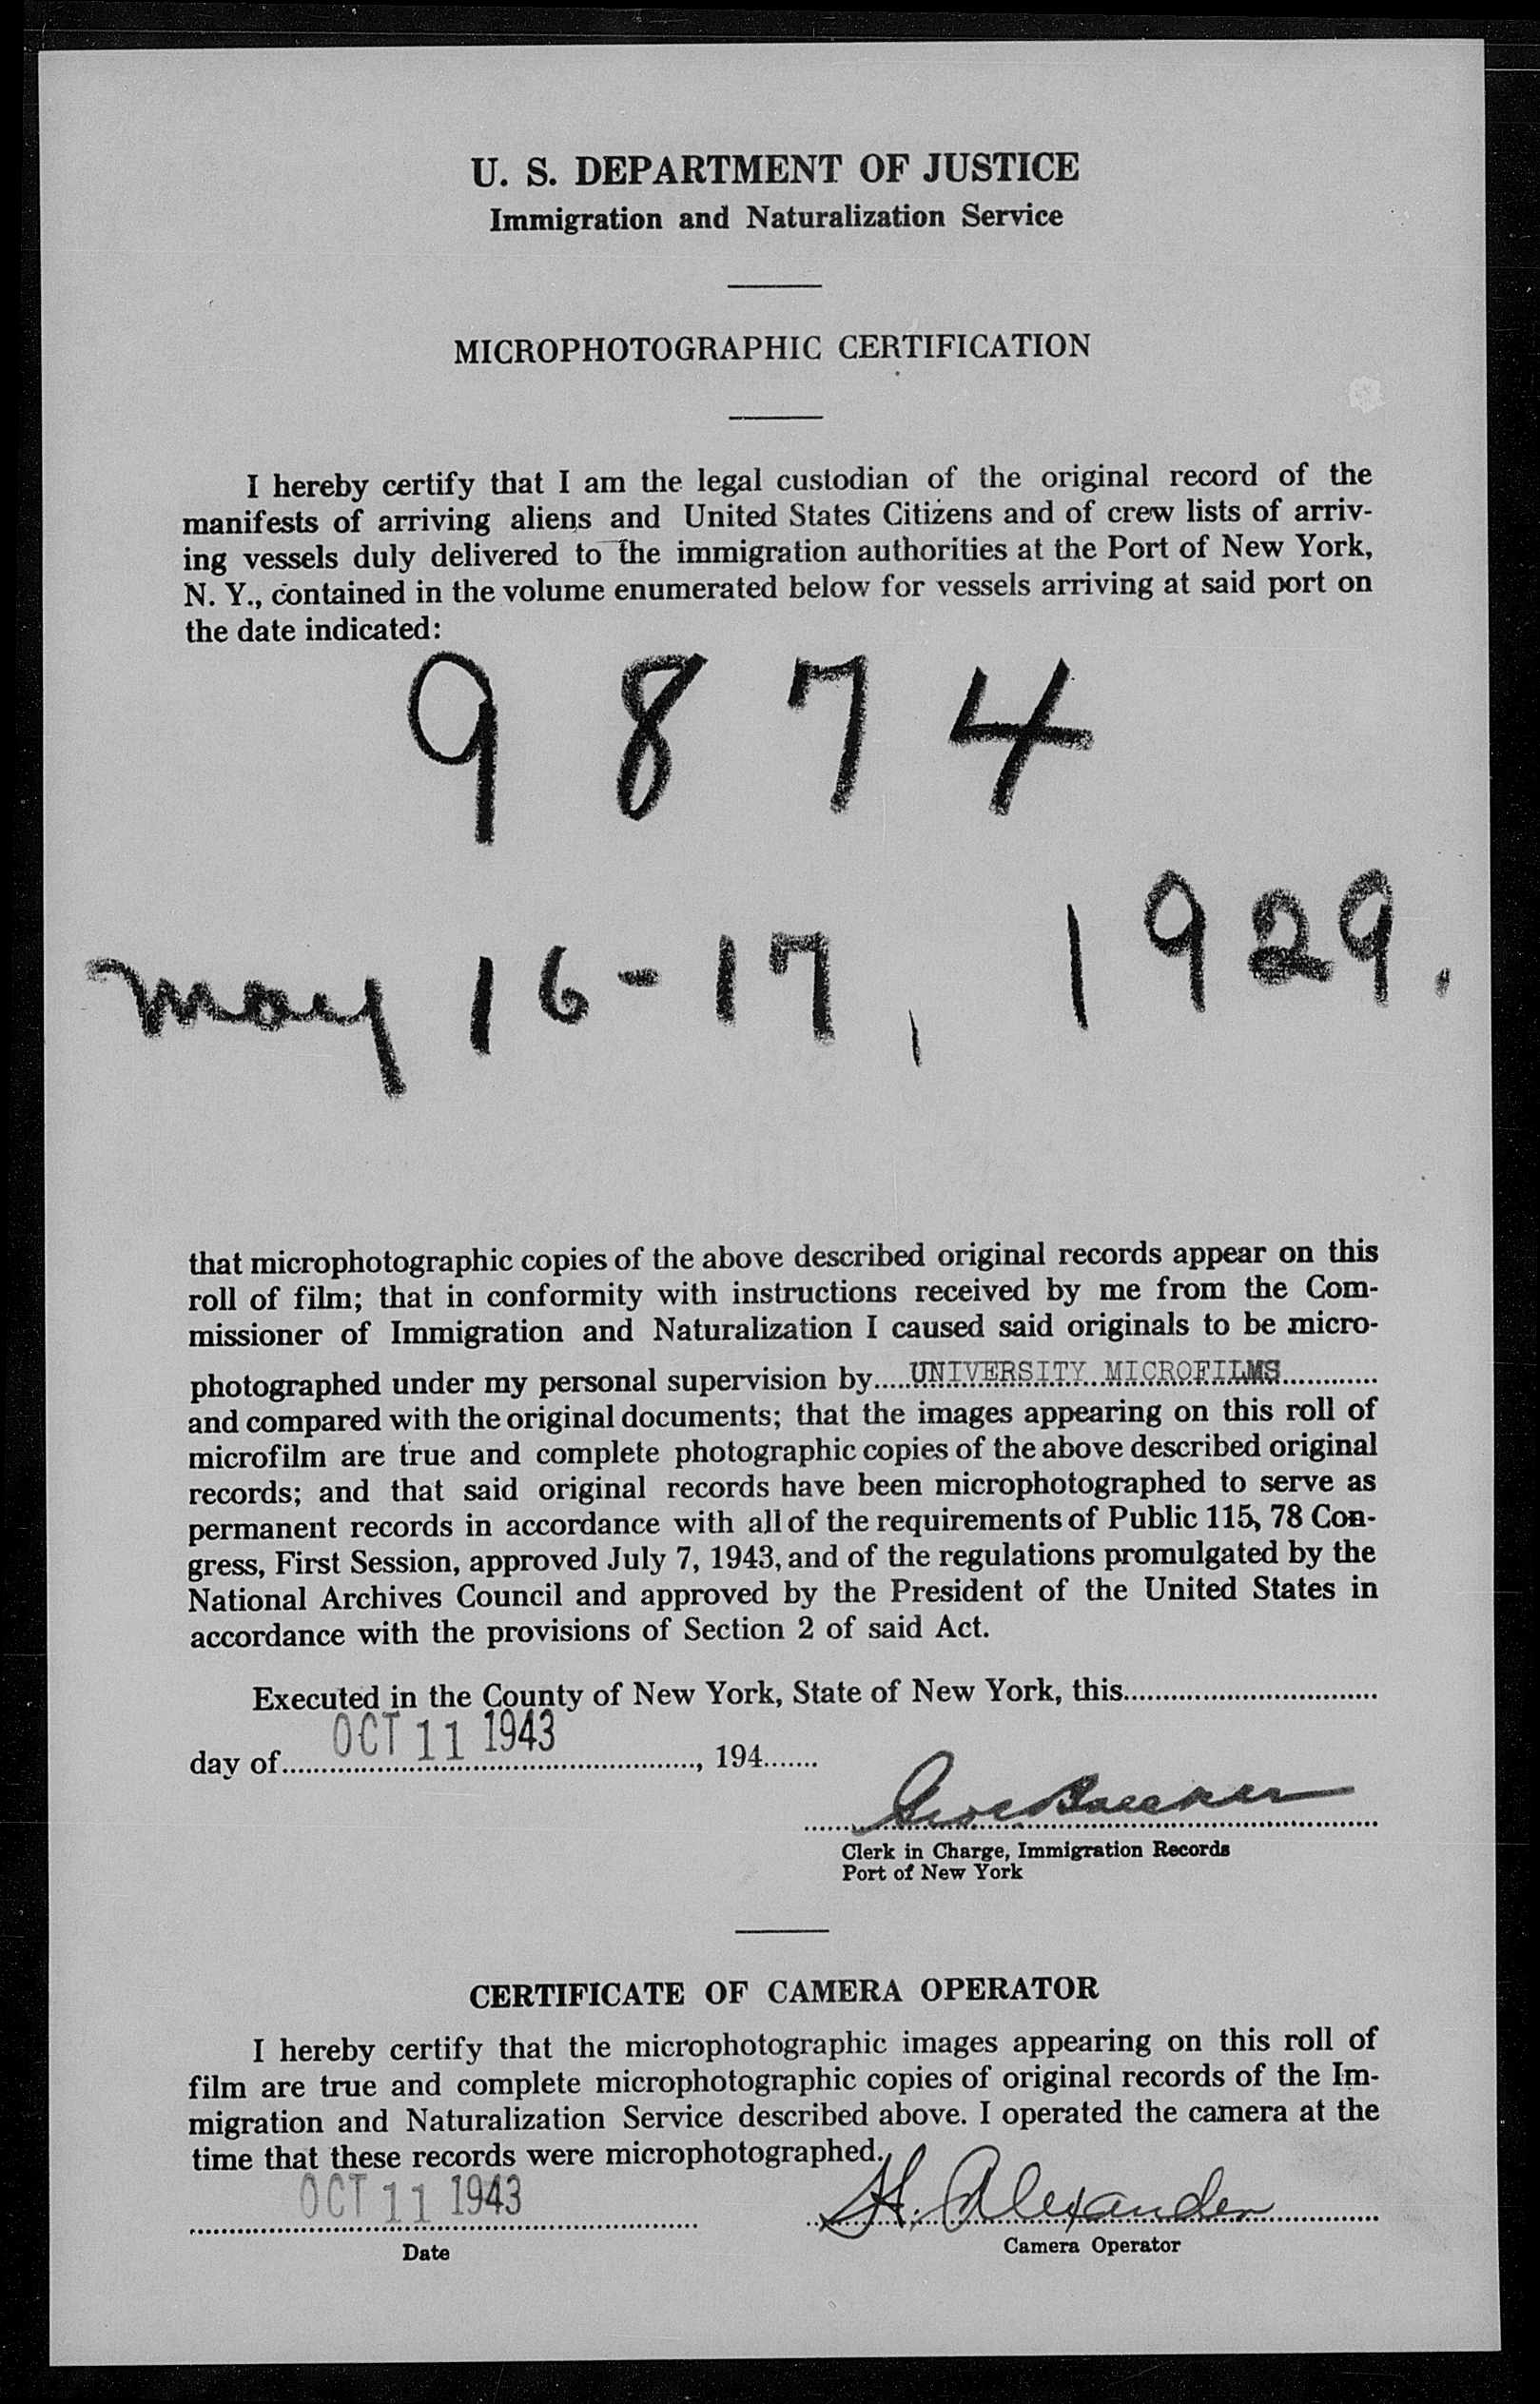 U. S. DEPARTMENT OF JUSTICE
Immigration and Naturalization Service
MICROPHOTOGRAPHIC CERTIFICATION
I hereby certify that I am the legal custodian of the original record of the
manifests of arriving aliens and United States Citizens and of crew lists of arriv-
ing vessels duly delivered to the immigration authorities at the Port of New York,
N. Y., contained in the volume enumerated below for vessels arriving at said port on
the date indicated:
9 8 7 4
May 16-17, 1929.
that microphotographic copies of the above described original records appear on this
roll of film; that in conformity with instructions received by me from the Com-
missioner of Immigration and Naturalization I caused said originals to be micro-
photographed under my personal supervision by.....UNIVERSITY MICROFILMS............
and compared with the original documents; that the images appearing on this roll of
microfilm are true and complete photographic copies of the above described original
records; and that said original records have been microphotographed to serve as
permanent records in accordance with all of the requirements of Public 115, 78 Con-
gress, First Session, approved July 7, 1943, and of the regulations promulgated by the
National Archives Council and approved by the President of the United States in
accordance with the provisions of Section 2 of said Act.
Executed in the County of New York, State of New York, this................................
day of......OCT 11 1943......................, 194.......
Clerk in Charge, Immigration Records
Port of New York
CERTIFICATE OF CAMERA OPERATOR
I hereby certify that the microphotographic images appearing on this roll of
film are true and complete microphotographic copies of original records of the Im-
migration and Naturalization Service described above. I operated the camera at the
time that these records were microphotographed.
OCT 11 1943
H. Alexander
Date
Camera Operator